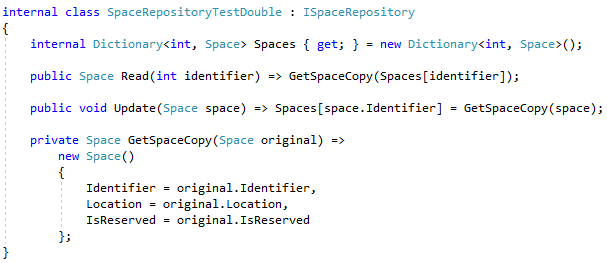 internal class SpaceRepositoryTestDouble : ISpaceRepository
{
    internal Dictionary<int, Space> Spaces { get; } = new Dictionary<int, Space>();

    public Space Read(int identifier) => GetSpaceCopy(Spaces[identifier]);

    public void Update(Space space) => Spaces[space.Identifier] = GetSpaceCopy(space);

    private Space GetSpaceCopy(Space original) =>
        new Space()
        {
            Identifier = original.Identifier,
            Location = original.Location,
            IsReserved = original.IsReserved
        };
}